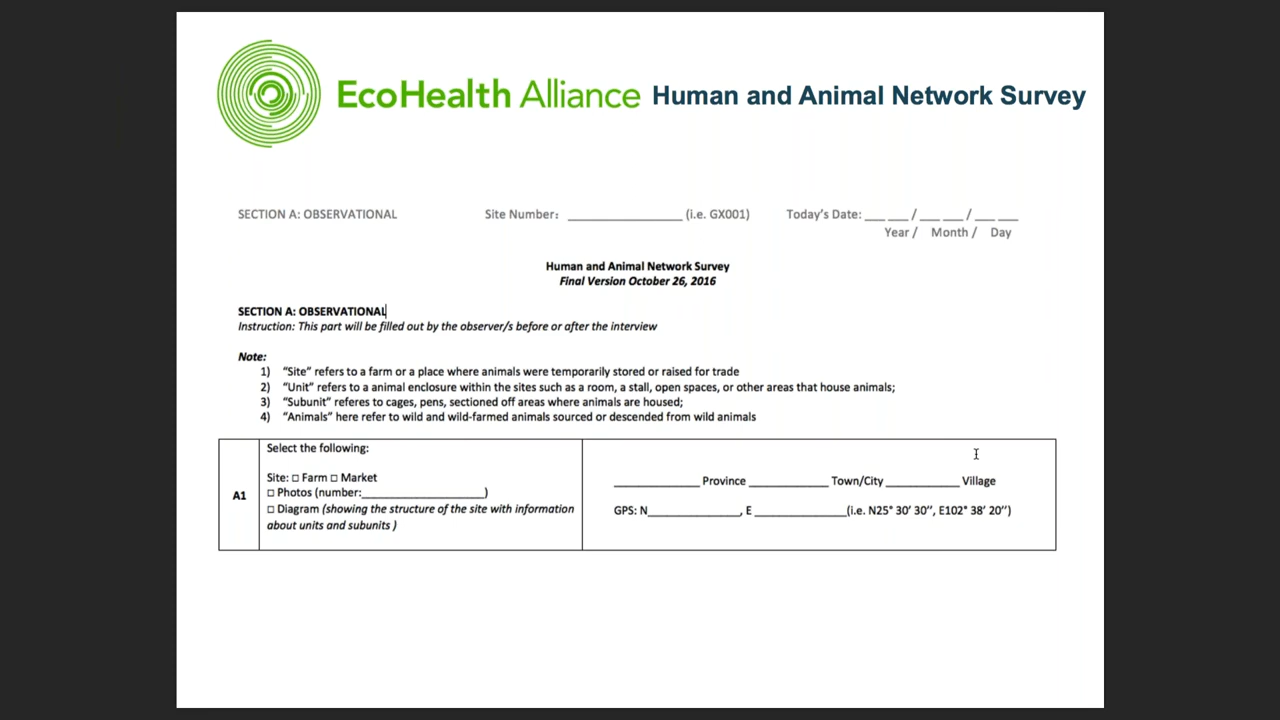 EcoHealth Alliance Human and Animal Network Survey
SECTION A: OBSERVATIONAL Site Number: __________________ (i.e. GX001) Today's Date: ___ ___ / ___ ___ / ___ ___
Year / Month / Day
Human and Animal Network Survey
Final Version October 26, 2016
SECTION A: OBSERVATIONAL
Instruction: This part will be filled out by the observer/s before or after the interview
Note:
1) “Site” refers to a farm or a place where animals were temporarily stored or raised for trade
2) “Unit” refers to a animal enclosure within the sites such as a room, a stall, open spaces, or other areas that house animals;
3) “Subunit” referes to cages, pens, sectioned off areas where animals are housed;
4) “Animals” here refer to wild and wild-farmed animals sourced or descended from wild animals
A1
Select the following:
Site: □ Farm □ Market
□ Photos (number:____________________)
□ Diagram (showing the structure of the site with information
about units and subunits )
______________ Province _____________ Town/City ____________ Village
GPS: N_______________, E _______________(i.e. N25° 30′ 30″, E102° 38′ 20″)